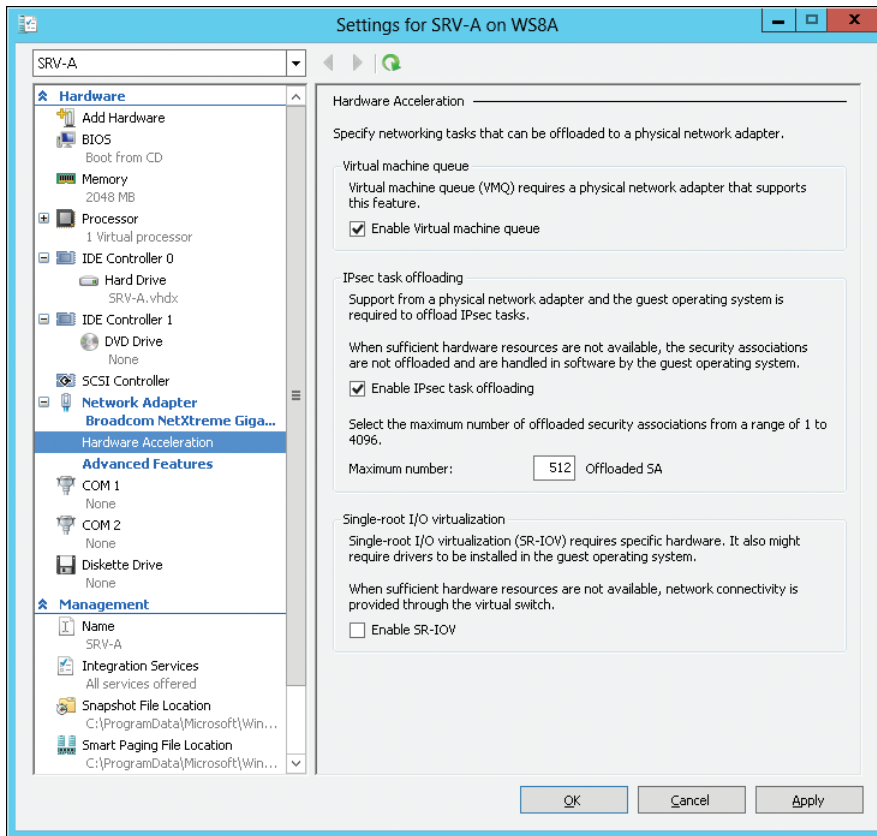 Settings for SRV-A on WS8A
SRV-A
Hardware
Add Hardware
BIOS
Boot from CD
Memory
2048 MB
Processor
1 Virtual processor
IDE Controller 0
Hard Drive
SRV-A.vhdx
IDE Controller 1
DVD Drive
None
SCSI Controller
Network Adapter
Broadcom NetXtreme Giga...
Hardware Acceleration
Advanced Features
COM 1
None
COM 2
None
Diskette Drive
None
Management
Name
SRV-A
Integration Services
All services offered
Snapshot File Location
C:\ProgramData\Microsoft\Win...
Smart Paging File Location
C:\ProgramData\Microsoft\Win...
Hardware Acceleration
Specify networking tasks that can be offloaded to a physical network adapter.
Virtual machine queue
Virtual machine queue (VMQ) requires a physical network adapter that supports
this feature.
Enable Virtual machine queue
IPsec task offloading
Support from a physical network adapter and the guest operating system is
required to offload IPsec tasks.
When sufficient hardware resources are not available, the security associations
are not offloaded and are handled in software by the guest operating system.
Enable IPsec task offloading
Select the maximum number of offloaded security associations from a range of 1 to
4096.
Maximum number: 512 Offloaded SA
Single-root I/O virtualization
Single-root I/O virtualization (SR-IOV) requires specific hardware. It also might
require drivers to be installed in the guest operating system.
When sufficient hardware resources are not available, network connectivity is
provided through the virtual switch.
Enable SR-IOV
OK Cancel Apply